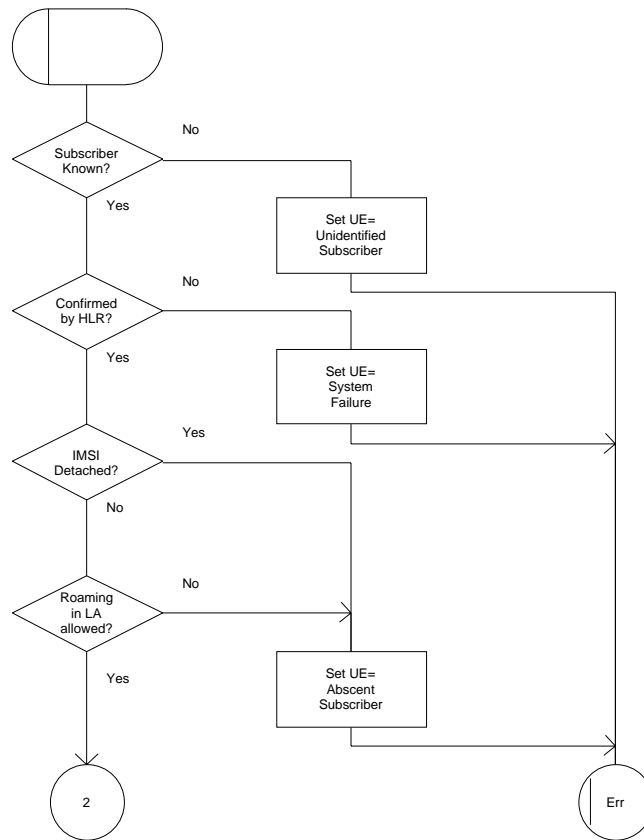 No
Subscriber
Known?
Yes
Set UE=
Unidentified
Subscriber
No
Confirmed
by HLR?
Yes
Set UE=
System
Failure
Yes
IMSI
Detached?
No
No
Roaming
in LA
allowed?
Yes
Set UE=
Abscent
Subscriber
2
Err